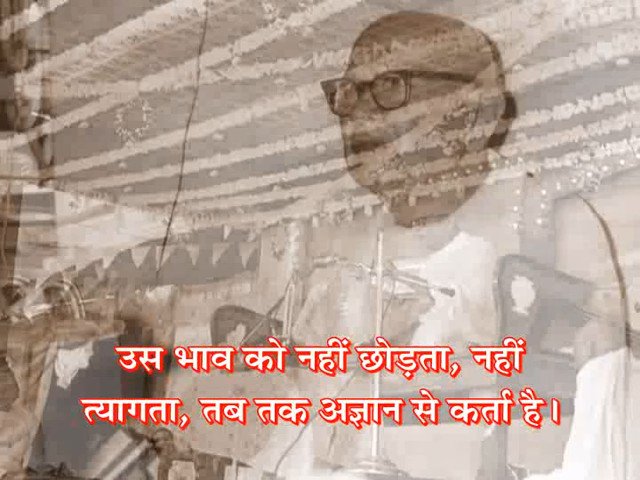 उस भाव को नहीं छोड़ता, नहीं
त्यागता, तब तक अज्ञान से कर्ता है।